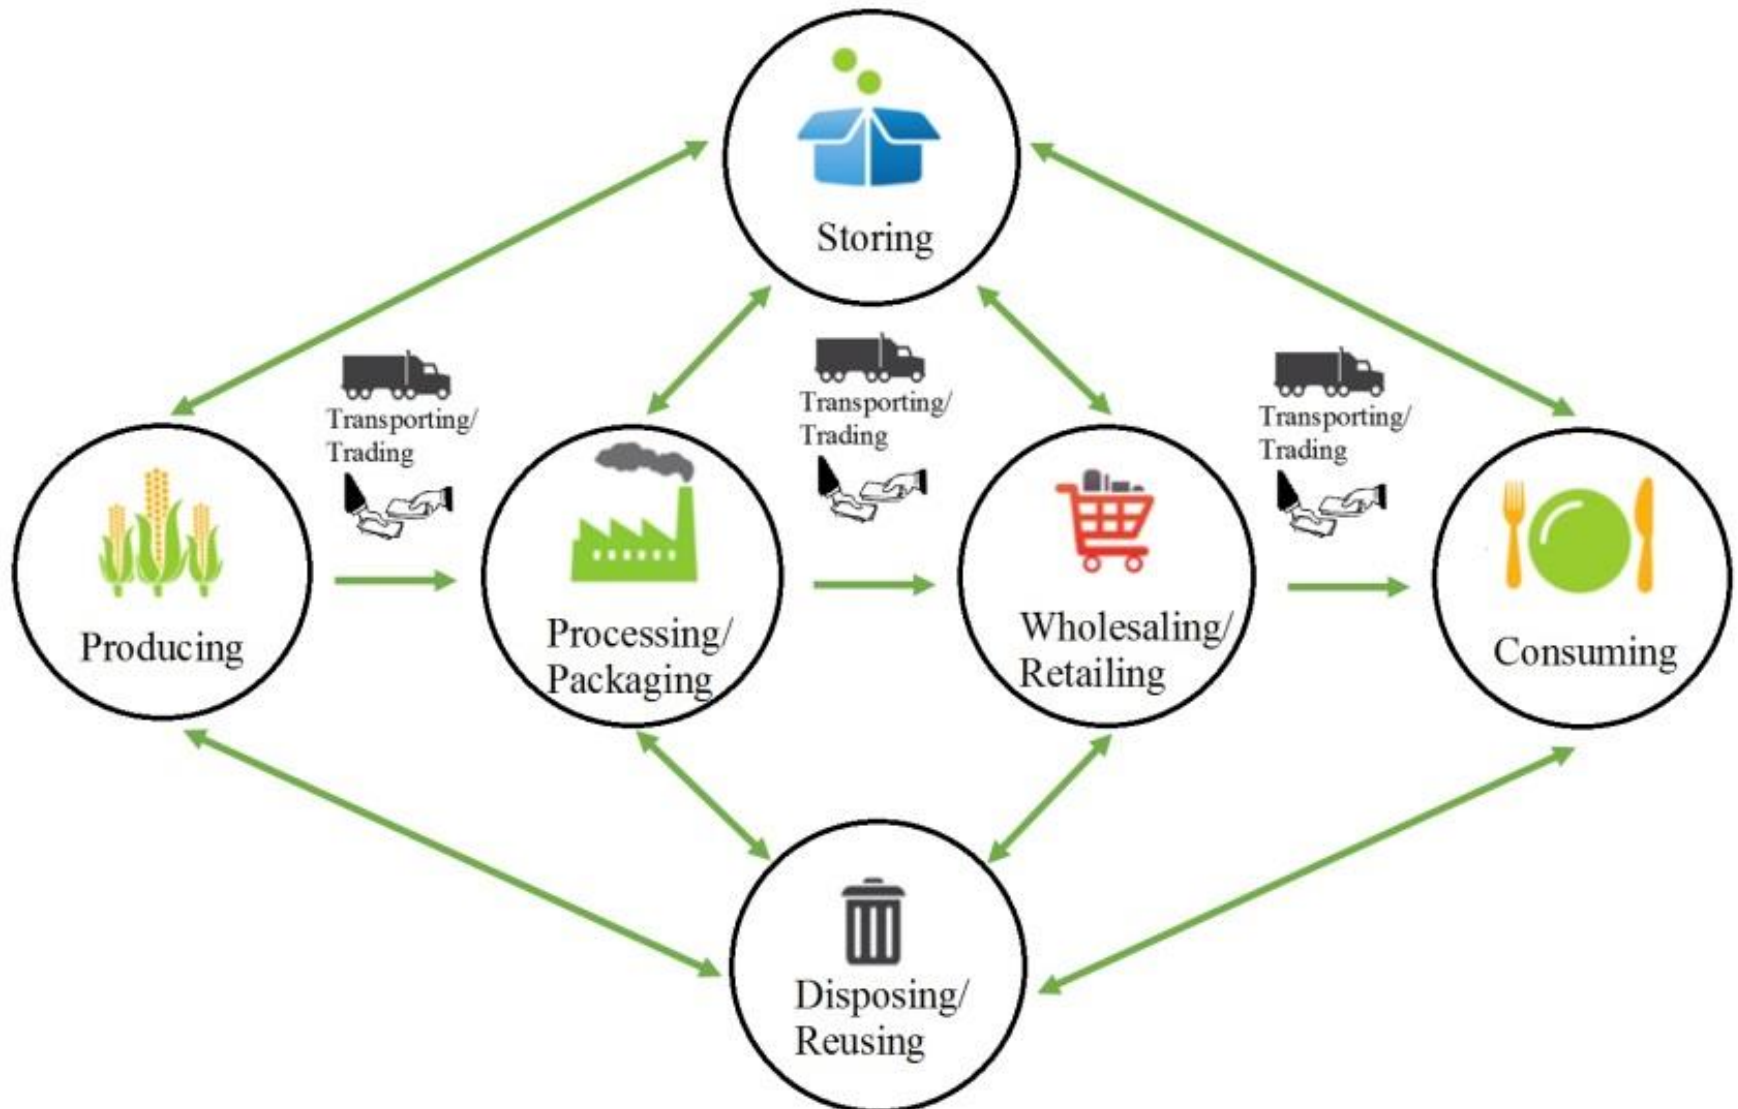 Storing
Transporting/
Trading
Transporting/
Trading
Transporting/
Trading
Producing
Processing/
Packaging
Wholesaling/
Retailing
Consuming
Disposing/
Reusing